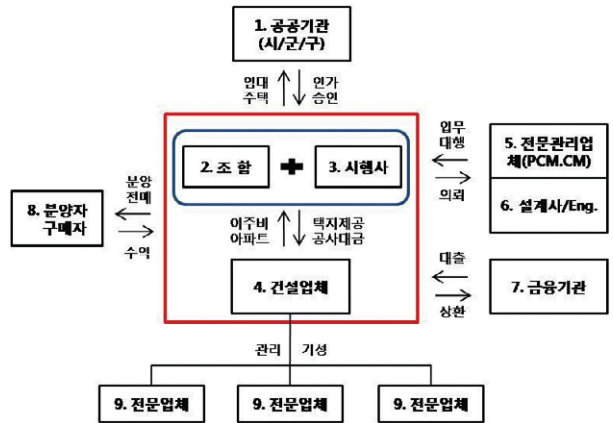 1. 공공기관
(시/군/구)
임대
주택
인가
승인
2. 조 합
3. 시행사
업무
대행
의뢰
5. 전문관리업
체(PCM.CM)
6. 설계사/Eng.
분양
전매
8. 분양자
구매자
수익
이주비
아파트
택지제공
공사대금
4. 건설업체
대출
상환
7. 금융기관
관리
기성
9. 전문업체
9. 전문업체
9. 전문업체